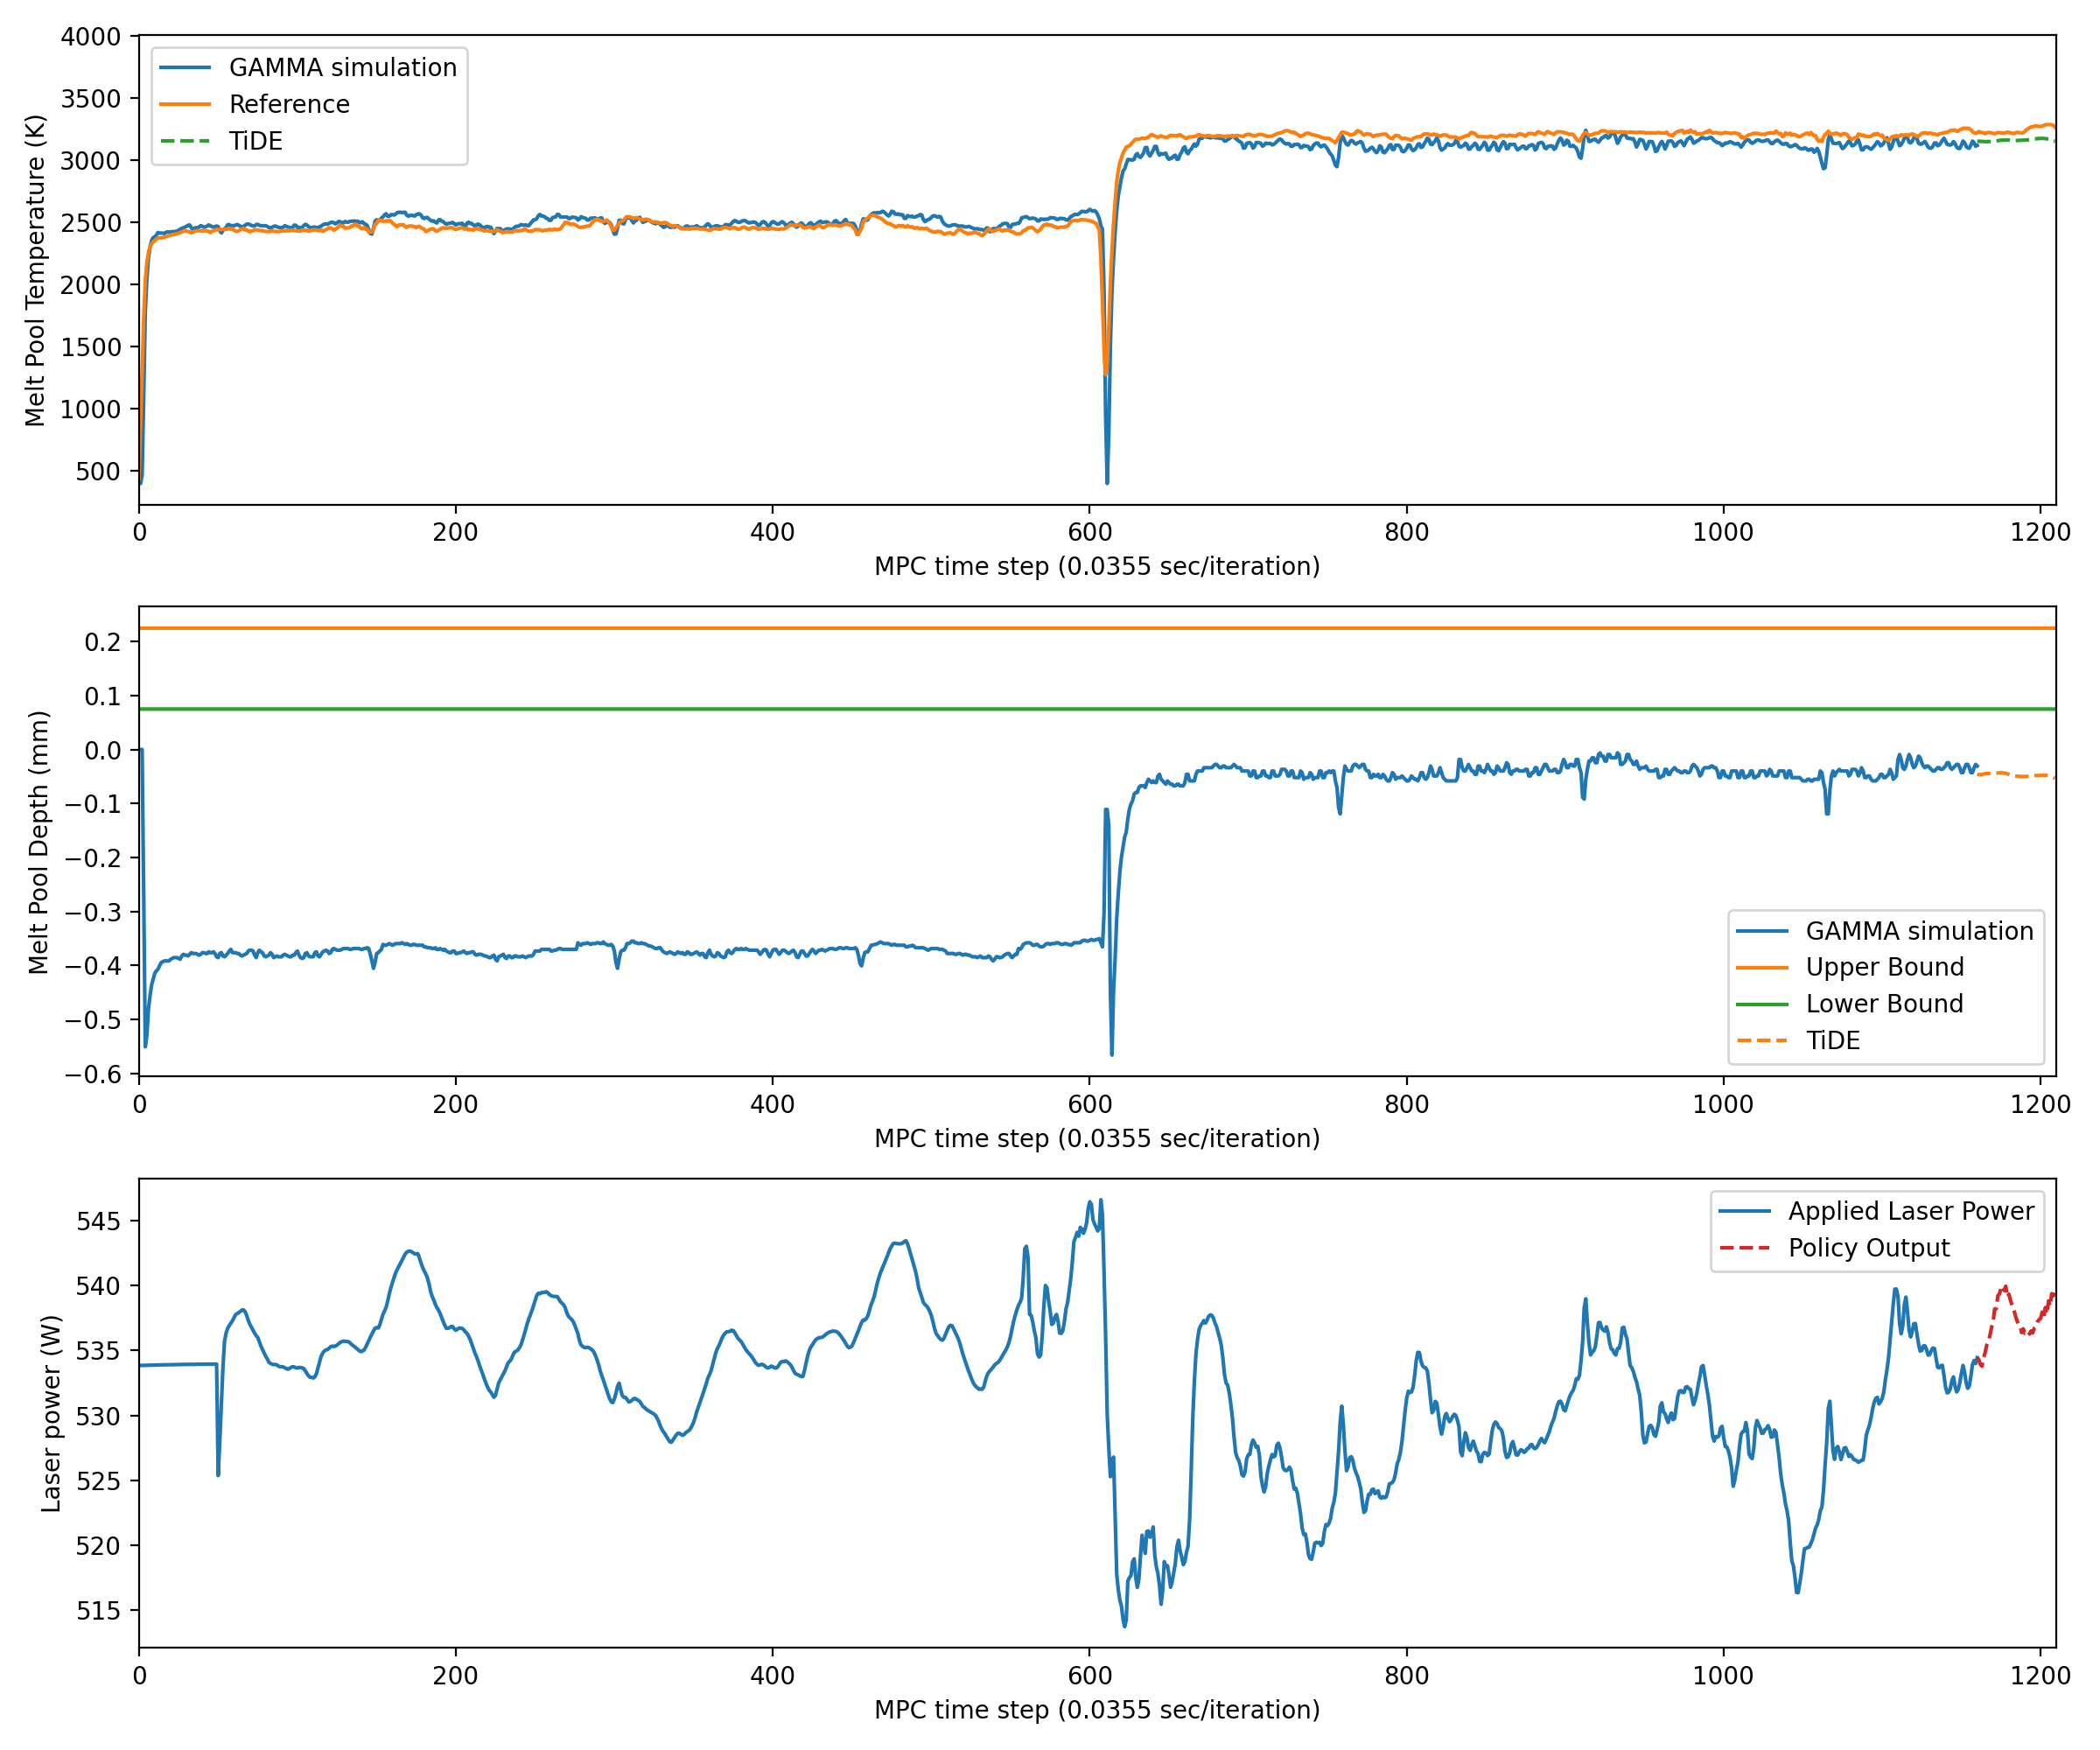 4000
3500
3000
2500
2000
1500
1000
500
Melt Pool Temperature (K)
GAMMA simulation
Reference
TiDE
0 200 400 600 800 1000 1200
MPC time step (0.0355 sec/iteration)
0.2
0.1
0.0
−0.1
−0.2
−0.3
−0.4
−0.5
−0.6
Melt Pool Depth (mm)
GAMMA simulation
Upper Bound
Lower Bound
TiDE
0 200 400 600 800 1000 1200
MPC time step (0.0355 sec/iteration)
545
540
535
530
525
520
515
Laser power (W)
Applied Laser Power
Policy Output
0 200 400 600 800 1000 1200
MPC time step (0.0355 sec/iteration)